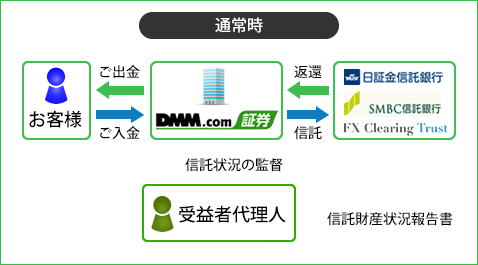 通常時
ご出金
返還
お客様
DMM.com 証券
日証金信託銀行
SMBC信託銀行
FX Clearing Trust
ご入金
信託
信託状況の監督
受益者代理人
信託財産状況報告書